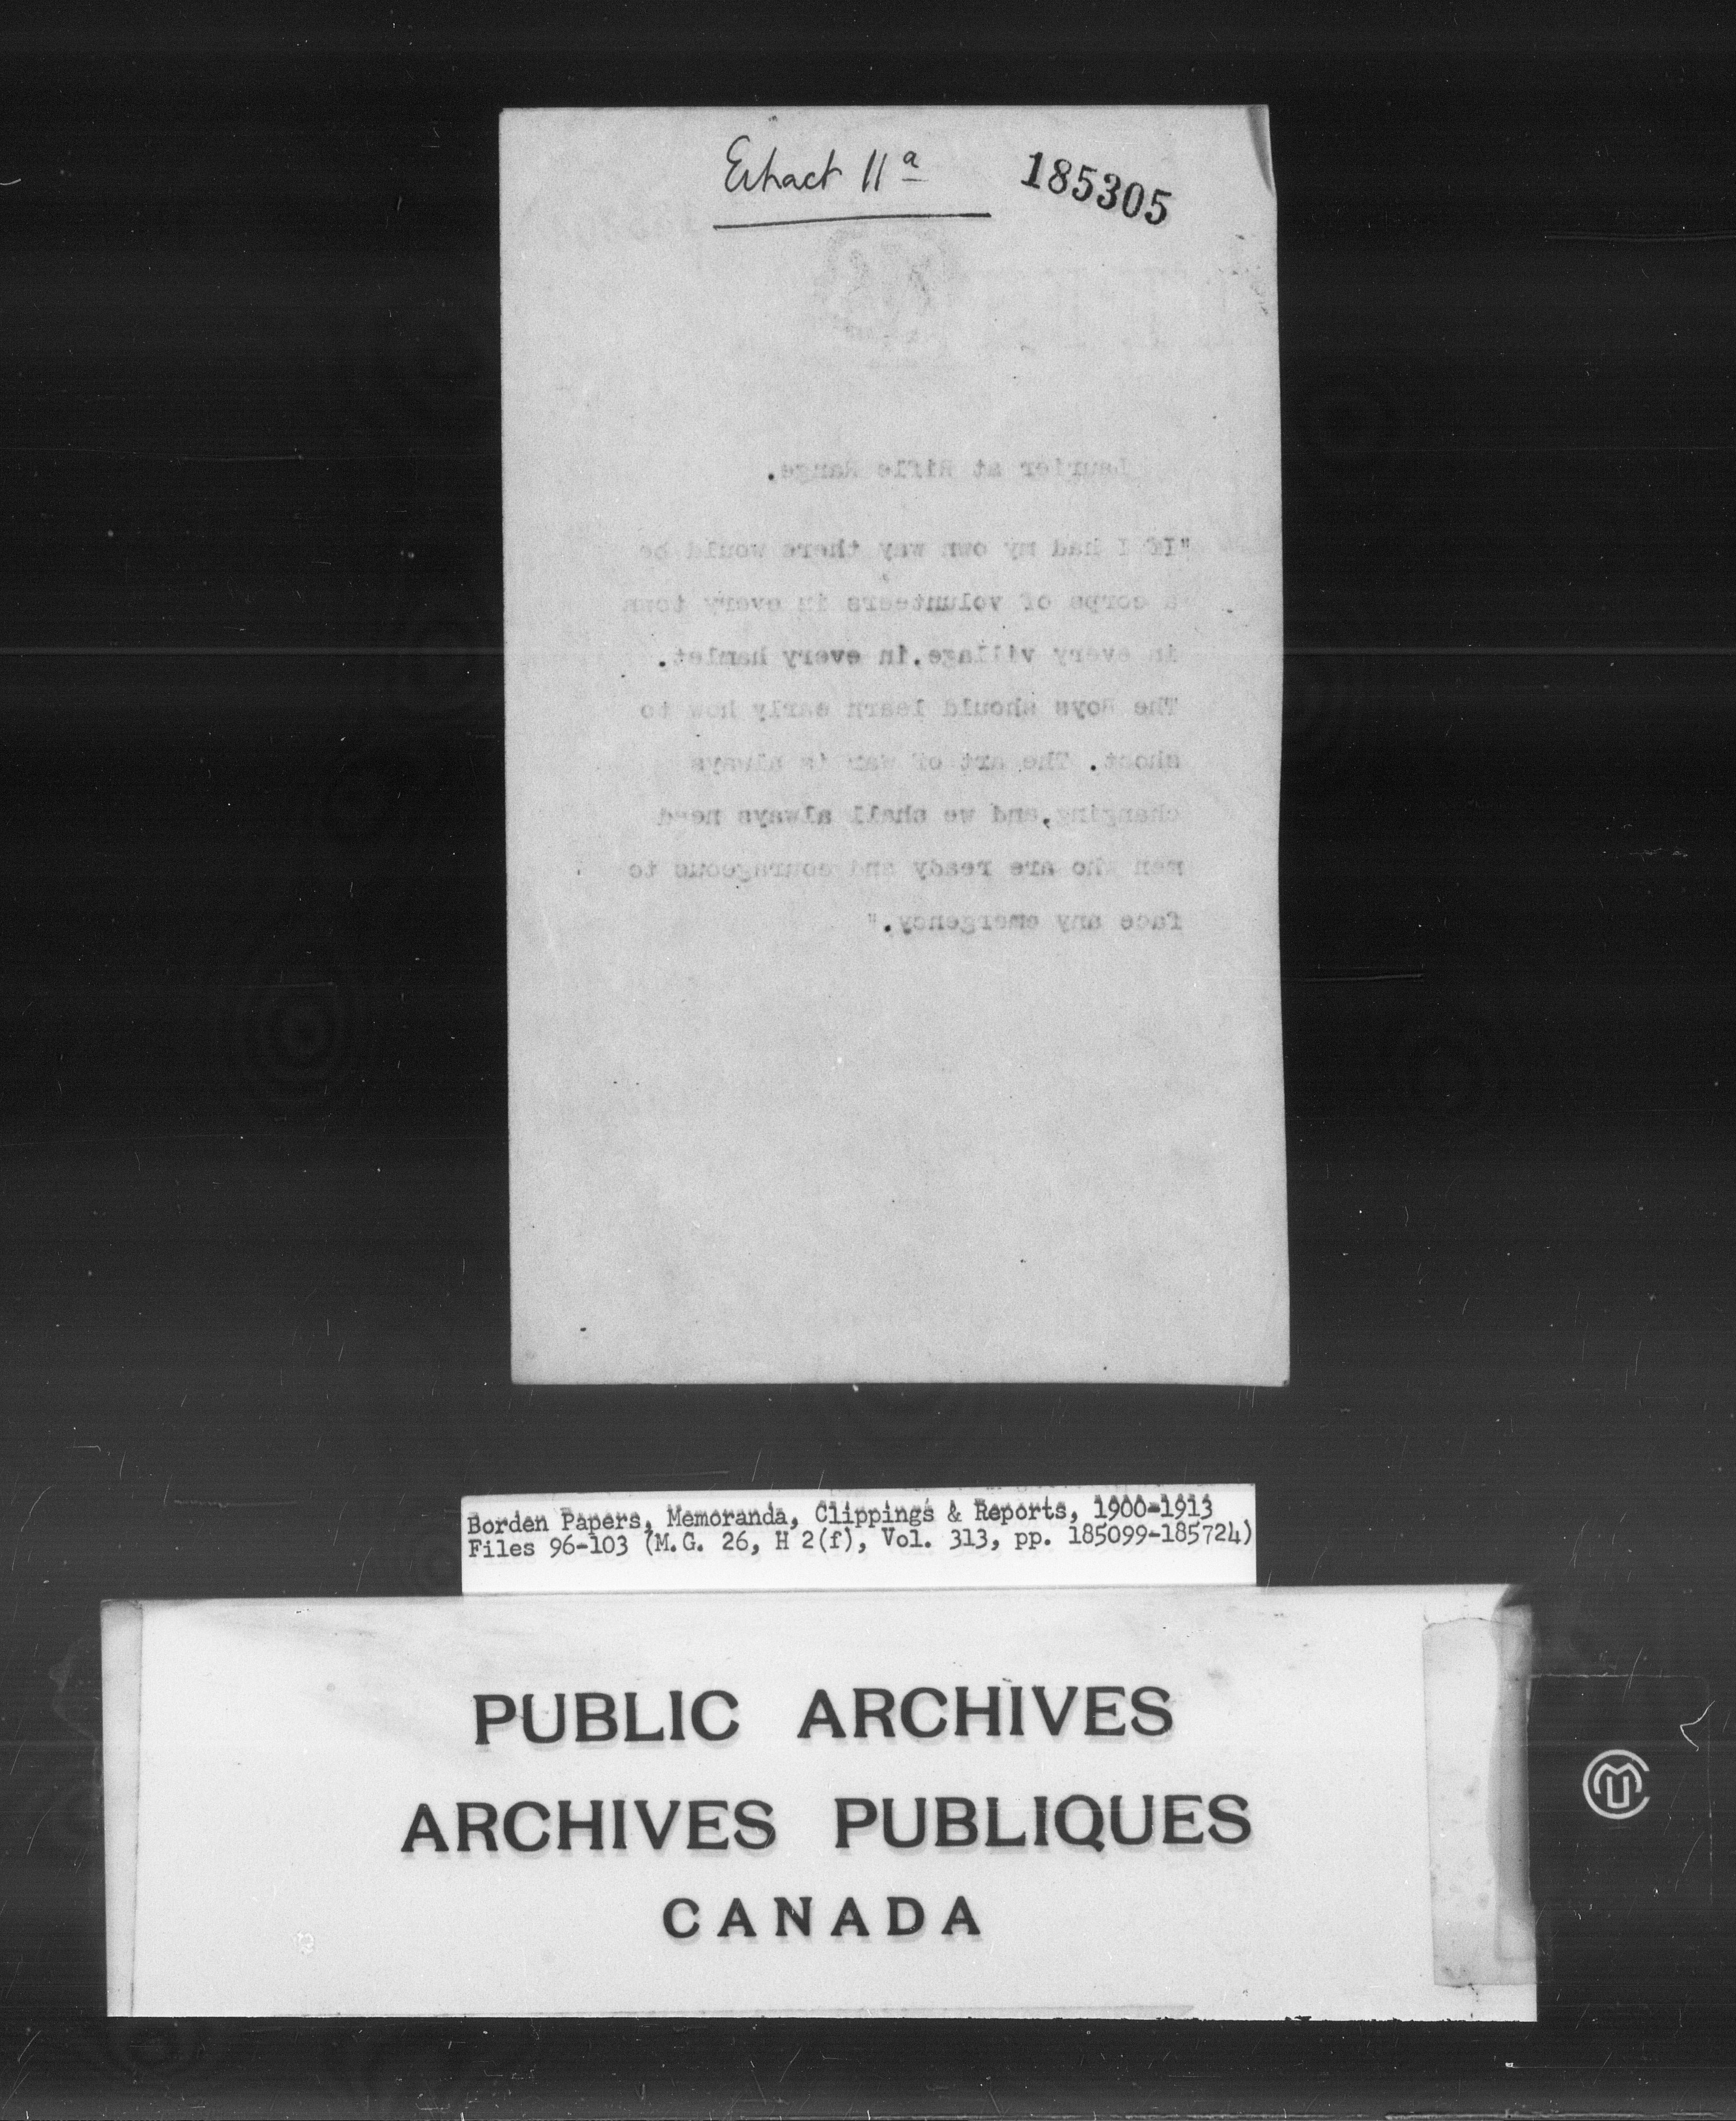 Extract 11a
185305
Laurier at Rifle Range.
"If I had my own way there would be
a corps of volunteers in every town
in every village,in every hamlet.
The Boys should learn early how to
shoot. The art of war is always
changing,and we shall always need
men who are ready and courageous to
face any emergency."
Borden Papers, Memoranda, Clippings & Reports, 1900-1913
Files 96-103 (M.G. 26, H 2(f), Vol. 313, pp. 185099-185724)
PUBLIC ARCHIVES
ARCHIVES PUBLIQUES
CANADA